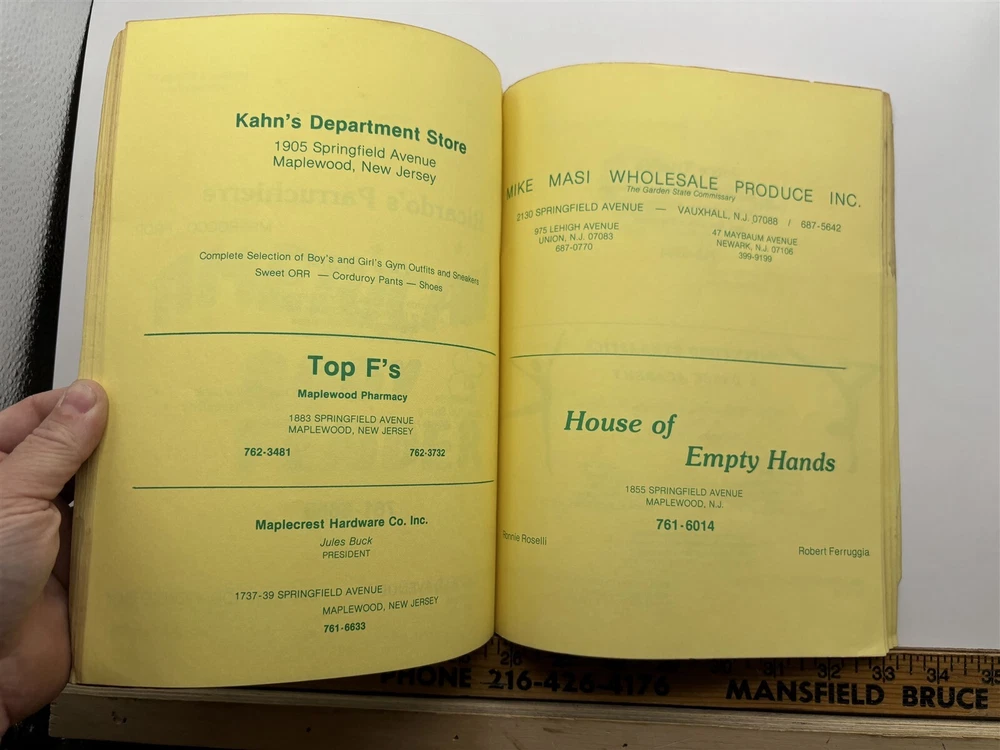 Kahn's Department Store
1905 Springfield Avenue
Maplewood, New Jersey
Complete Selection of Boy's and Girl's Gym Outfits and Sneakers
Sweet ORR — Corduroy Pants — Shoes
Top F's
Maplewood Pharmacy
1883 SPRINGFIELD AVENUE
MAPLEWOOD, NEW JERSEY
762-3481 762-3732
Maplecrest Hardware Co. Inc.
Jules Buck
PRESIDENT
1737-39 SPRINGFIELD AVENUE
MAPLEWOOD, NEW JERSEY
761-6633
MIKE MASI WHOLESALE PRODUCE INC.
The Garden State Commissary
2130 SPRINGFIELD AVENUE — VAUXHALL, N.J. 07088 / 687-5642
975 LEHIGH AVENUE
UNION, N.J. 07083
687-0770
47 MAYBAUM AVENUE
NEWARK, N.J. 07106
399-9199
House of
Empty Hands
1855 SPRINGFIELD AVENUE
MAPLEWOOD, N.J.
761-6014
Ronnie Roselli
Robert Ferruggia
31 32 33 34
PHONE 216-426-4176 MANSFIELD BRUCE